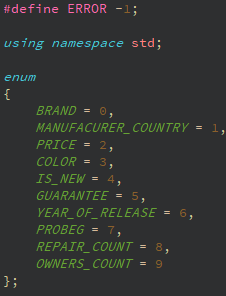 #define ERROR -1;
using namespace std;
enum
{
BRAND = 0,
MANUFACURER_COUNTRY = 1,
PRICE = 2,
COLOR = 3,
IS_NEW = 4,
GUARANTEE = 5,
YEAR_OF_RELEASE = 6,
PROBEG = 7,
REPAIR_COUNT = 8,
OWNERS_COUNT = 9
};